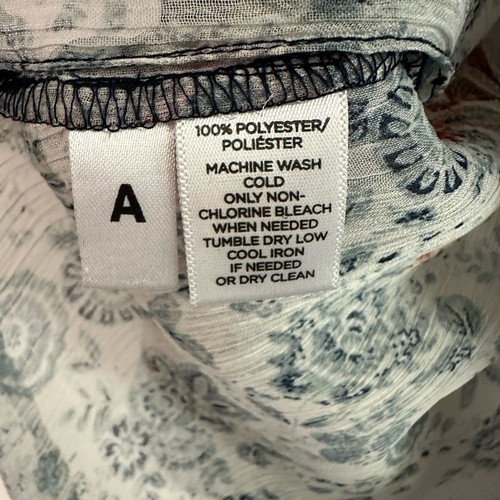 A
100% POLYESTER/
POLIÉSTER
MACHINE WASH
COLD
ONLY NON-
CHLORINE BLEACH
WHEN NEEDED
TUMBLE DRY LOW
COOL IRON
IF NEEDED
OR DRY CLEAN